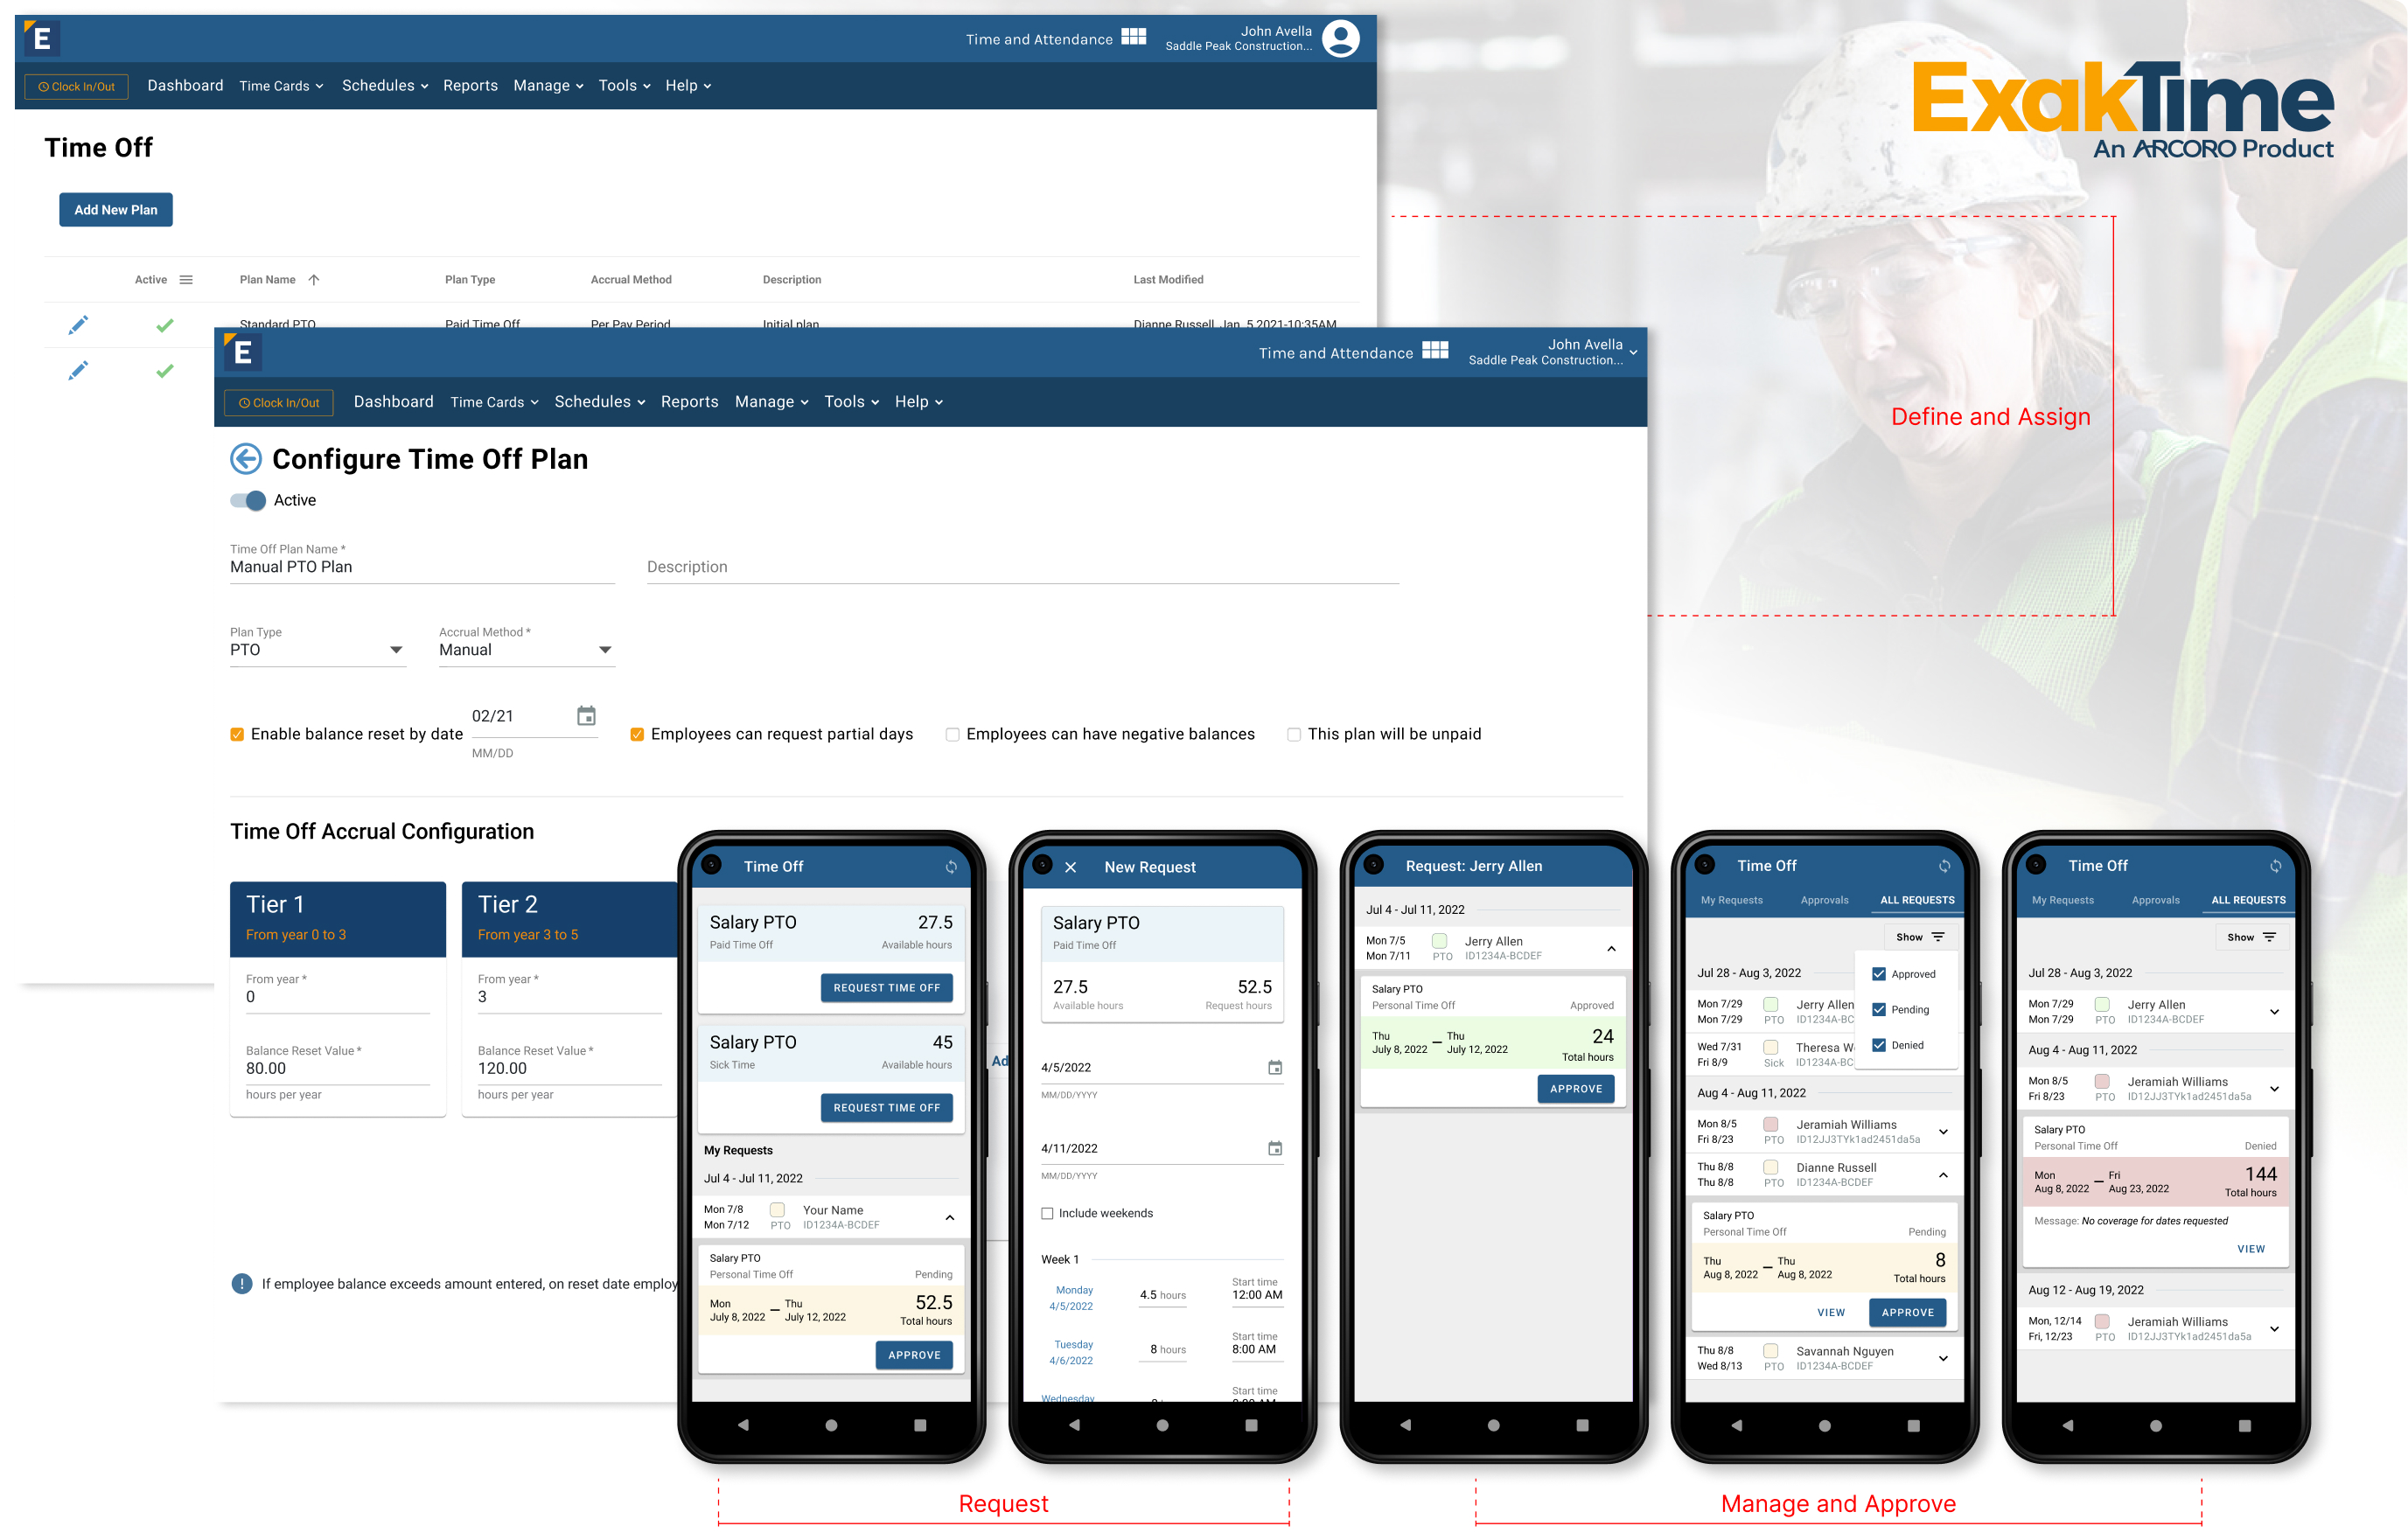 E
Time and Attendance
John Avella
Saddle Peak Construction...
Clock In/Out
Dashboard
Time Cards
Schedules
Reports
Manage
Tools
Help
Time Off
Add New Plan
Active
Plan Name
Plan Type
Accrual Method
Description
Last Modified
Standard PTO
Paid Time Off
Per Pay Period
Initial plan
Dianne Russell, Jan. 5 2021-10:35AM
ExakTime
An ARCORO Product
Define and Assign
E
Time and Attendance
John Avella
Saddle Peak Construction...
Clock In/Out
Dashboard
Time Cards
Schedules
Reports
Manage
Tools
Help
Configure Time Off Plan
Active
Time Off Plan Name *
Manual PTO Plan
Description
Plan Type
PTO
Accrual Method *
Manual
Enable balance reset by date
02/21
MM/DD
Employees can request partial days
Employees can have negative balances
This plan will be unpaid
Time Off Accrual Configuration
Tier 1
From year 0 to 3
From year *
0
Balance Reset Value *
80.00
hours per year
Tier 2
From year 3 to 5
From year *
3
Balance Reset Value *
120.00
hours per year
Ad
If employee balance exceeds amount entered, on reset date employ
Time Off
Salary PTO 27.5
Paid Time Off Available hours
REQUEST TIME OFF
Salary PTO 45
Sick Time Available hours
REQUEST TIME OFF
My Requests
Jul 4 - Jul 11, 2022
Mon 7/8 Your Name
Mon 7/12 PTO ID1234A-BCDEF
Salary PTO
Personal Time Off Pending
Mon — Thu 52.5
July 8, 2022 July 12, 2022 Total hours
APPROVE
New Request
Salary PTO
Paid Time Off
27.5 52.5
Available hours Request hours
4/5/2022
MM/DD/YYYY
4/11/2022
MM/DD/YYYY
Include weekends
Week 1
Monday 4.5 hours Start time
4/5/2022 12:00 AM
Tuesday 8 hours Start time
4/6/2022 8:00 AM
Wednesday Start time
Request: Jerry Allen
Jul 4 - Jul 11, 2022
Mon 7/5 Jerry Allen
Mon 7/11 PTO ID1234A-BCDEF
Salary PTO
Personal Time Off Approved
Thu — Thu 24
July 8, 2022 July 12, 2022 Total hours
APPROVE
Time Off
My Requests Approvals ALL REQUESTS
Show
Approved
Pending
Denied
Jul 28 - Aug 3, 2022
Mon 7/29 Jerry Allen
Mon 7/29 PTO ID1234A-BC
Wed 7/31 Theresa W
Fri 8/9 Sick ID1234A-BC
Aug 4 - Aug 11, 2022
Mon 8/5 Jeramiah Williams
Fri 8/23 PTO ID12JJ3TYk1ad2451da5a
Thu 8/8 Dianne Russell
Thu 8/8 PTO ID1234A-BCDEF
Salary PTO
Personal Time Off Pending
Thu — Thu 8
Aug 8, 2022 Aug 8, 2022 Total hours
VIEW APPROVE
Thu 8/8 Savannah Nguyen
Wed 8/13 PTO ID1234A-BCDEF
Time Off
My Requests Approvals ALL REQUESTS
Show
Jul 28 - Aug 3, 2022
Mon 7/29 Jerry Allen
Mon 7/29 PTO ID1234A-BCDEF
Aug 4 - Aug 11, 2022
Mon 8/5 Jeramiah Williams
Fri 8/23 PTO ID12JJ3TYk1ad2451da5a
Salary PTO
Personal Time Off Denied
Mon — Fri 144
Aug 8, 2022 Aug 23, 2022 Total hours
Message: No coverage for dates requested
VIEW
Aug 12 - Aug 19, 2022
Mon, 12/14 Jeramiah Williams
Fri, 12/23 PTO ID12JJ3TYk1ad2451da5a
Request
Manage and Approve